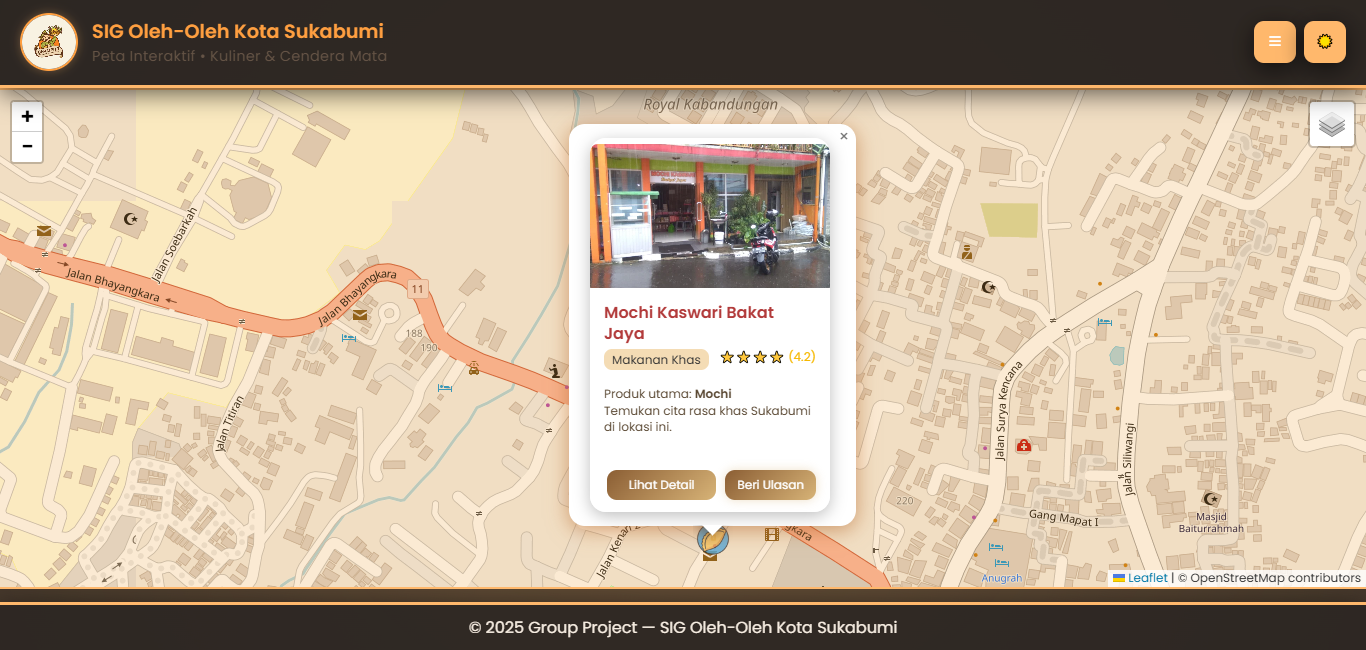 SIG Oleh-Oleh Kota Sukabumi
Peta Interaktif • Kuliner & Cendera Mata
+
−
Royal Kabandungan
×
MOCHI KASWARI
Jalan Soebarkah
Jalan Bhayangkara
Jalan Bhayangkara
11
188
190
Jalan Titiran
Mochi Kaswari Bakat
Jaya
Makanan Khas
(4.2)
Produk utama: Mochi
Temukan cita rasa khas Sukabumi
di lokasi ini.
Lihat Detail
Beri Ulasan
Jalan Surya Kencana
Jalan Siliwangi
220
Gang Mapat I
Masjid
Baiturrahmah
Anugrah
Jalan Kenari
gkara
Leaflet | © OpenStreetMap contributors
© 2025 Group Project — SIG Oleh-Oleh Kota Sukabumi